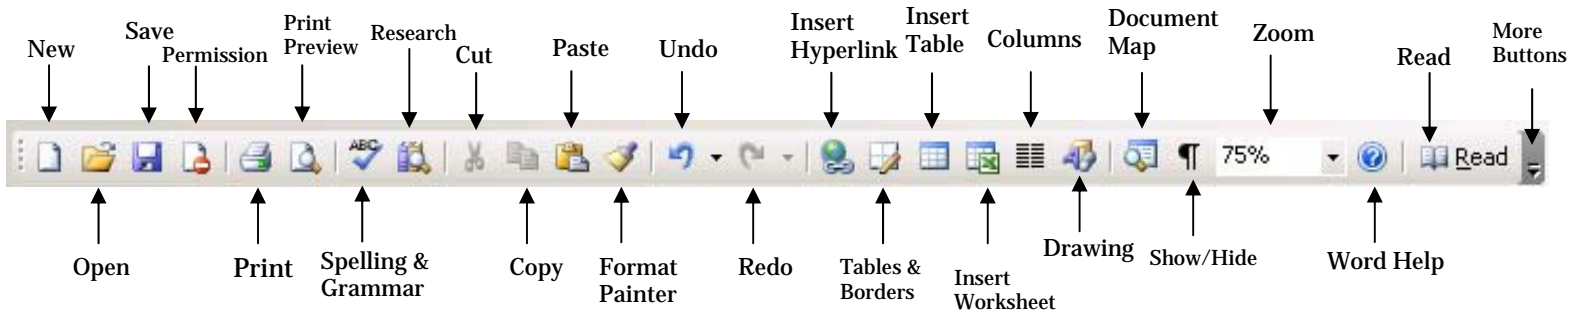 New
Save
Permission
Print
Preview
Research
Cut
Paste
Undo
Insert
Hyperlink
Insert
Table
Columns
Document
Map
Zoom
Read
More
Buttons
ABC
75%
Read
Open
Print
Spelling &
Grammar
Copy
Format
Painter
Redo
Tables &
Borders
Insert
Worksheet
Drawing
Show/Hide
Word Help